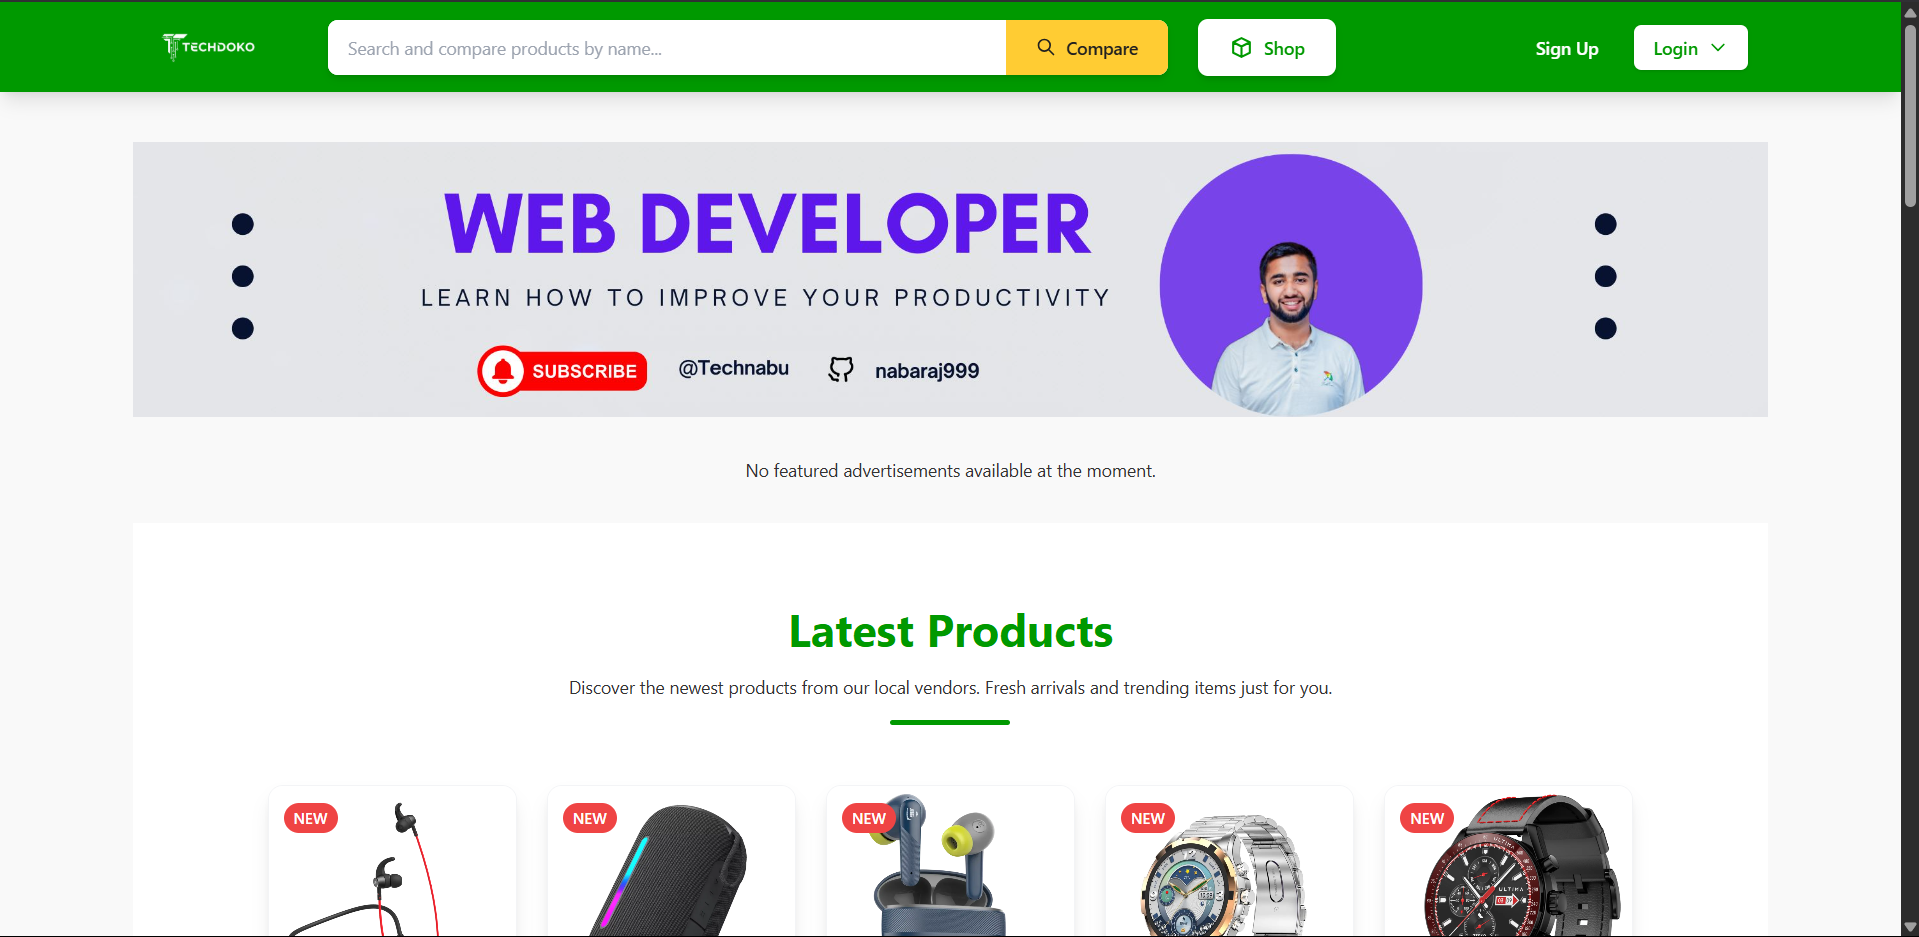 TECHDOKO
Search and compare products by name...
Compare
Shop
Sign Up
Login
WEB DEVELOPER
LEARN HOW TO IMPROVE YOUR PRODUCTIVITY
SUBSCRIBE
@Technabu
nabaraj999
No featured advertisements available at the moment.
Latest Products
Discover the newest products from our local vendors. Fresh arrivals and trending items just for you.
NEW
NEW
NEW
NEW
NEW
ULTIMA